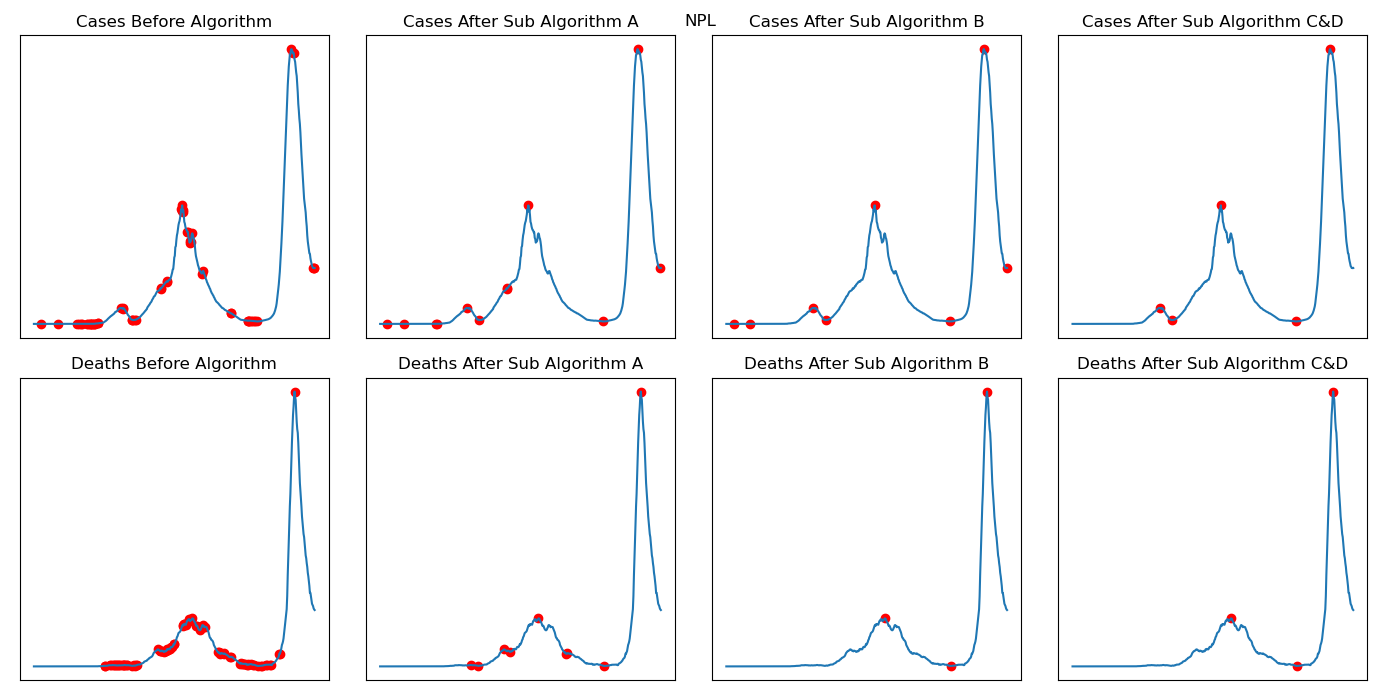 NPL
Cases Before Algorithm
Cases After Sub Algorithm A
Cases After Sub Algorithm B
Cases After Sub Algorithm C&D
Deaths Before Algorithm
Deaths After Sub Algorithm A
Deaths After Sub Algorithm B
Deaths After Sub Algorithm C&D